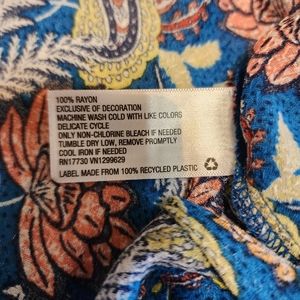 100% RAYON
EXCLUSIVE OF DECORATION
MACHINE WASH COLD WITH LIKE COLORS
DELICATE CYCLE
ONLY NON-CHLORINE BLEACH IF NEEDED
TUMBLE DRY LOW, REMOVE PROMPTLY
COOL IRON IF NEEDED
RN17730 VN1299629
LABEL MADE FROM 100% RECYCLED PLASTIC